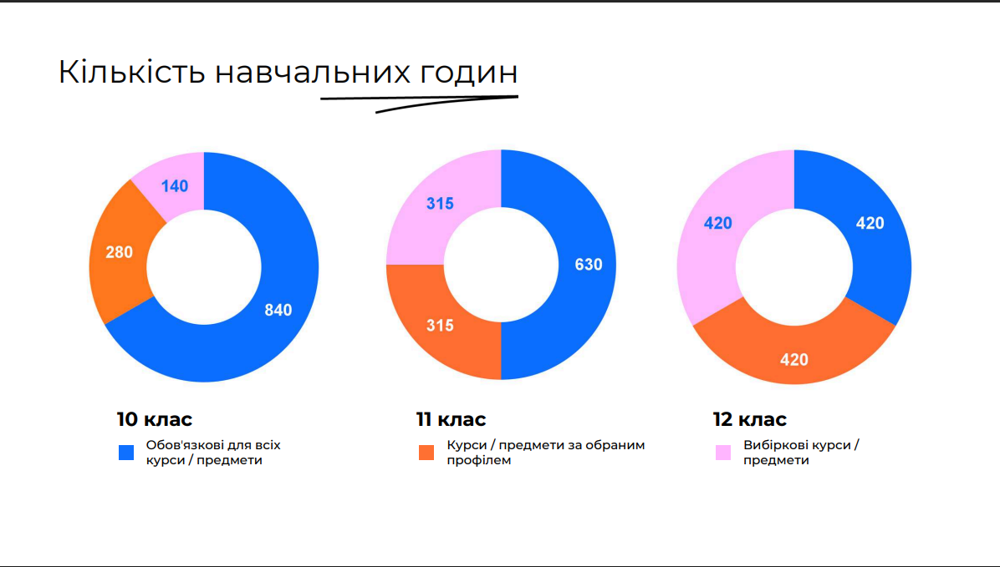 Кількість навчальних годин
140
280
840
315
315
630
420
420
420
10 клас
Обов'язкові для всіх
курси / предмети
11 клас
Курси / предмети за обраним
профілем
12 клас
Вибіркові курси /
предмети